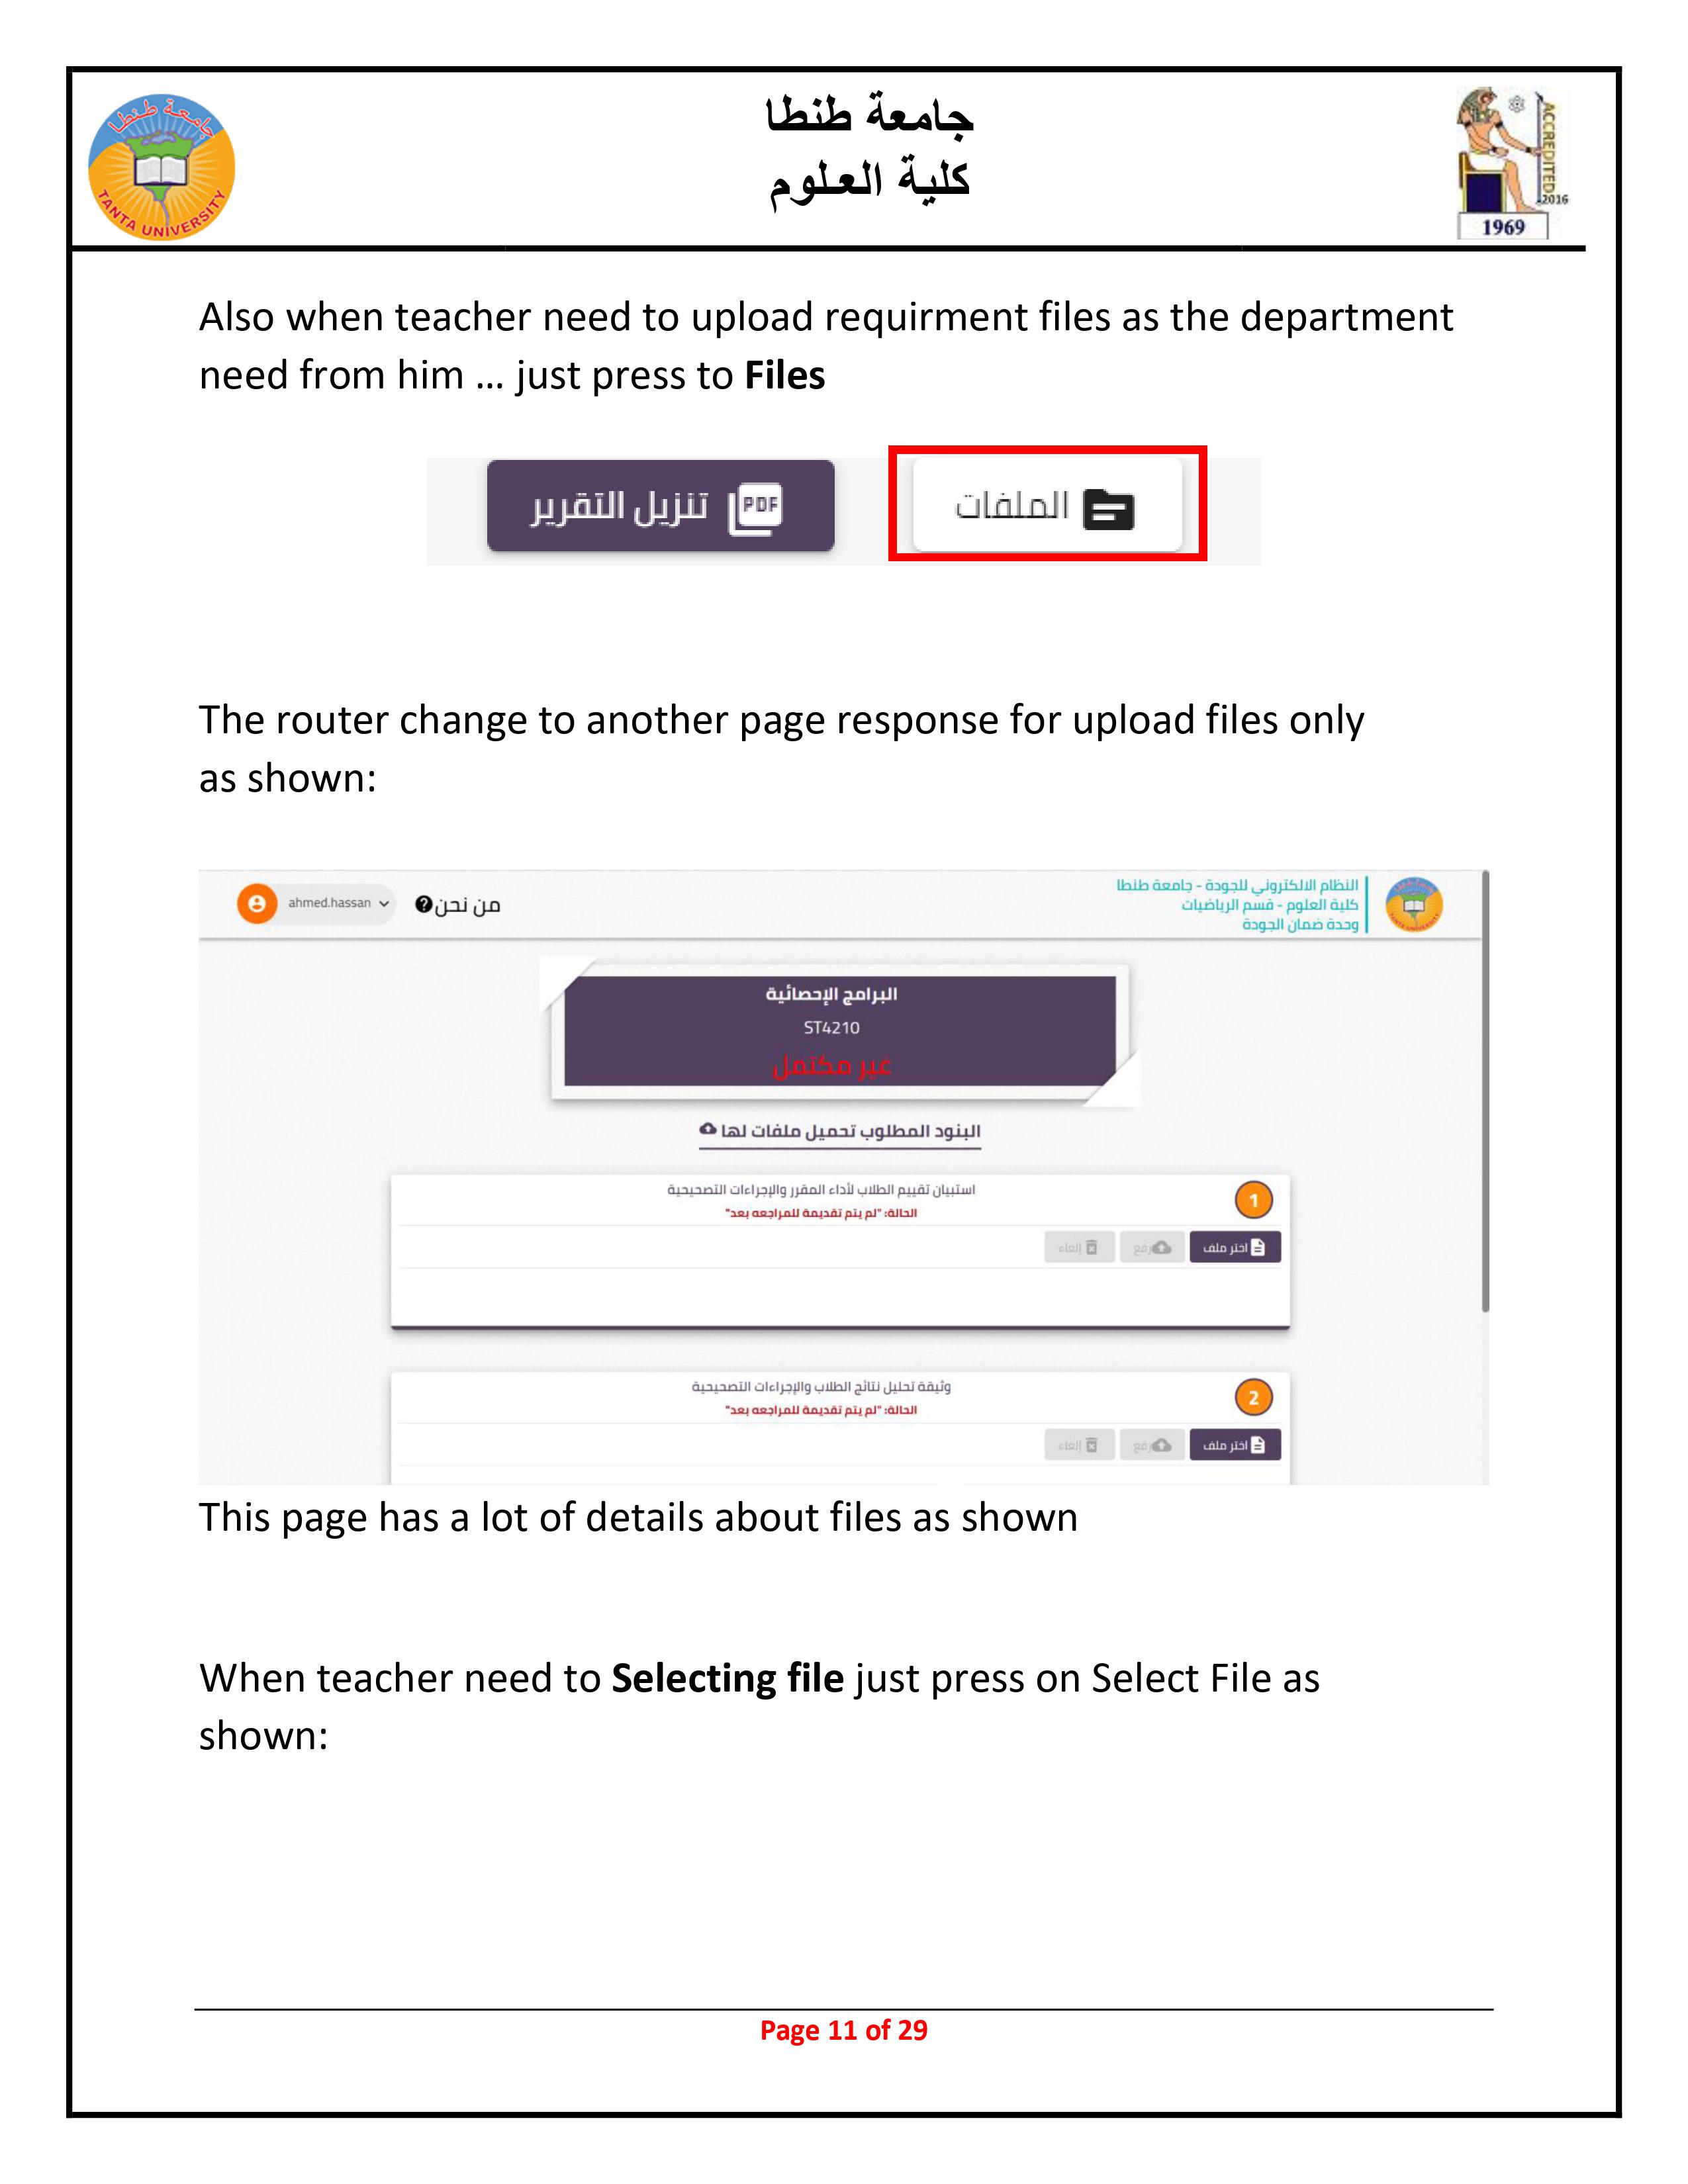 جامعة طنطا
كلية العلوم
جامعة طنطا
TANTA UNIVERSITY
ACCREDITED
2016
1969
Also when teacher need to upload requirment files as the department
need from him ... just press to Files
الملفات
PDF تنزيل التقرير
The router change to another page response for upload files only
as shown:
النظام الالكتروني للجودة - جامعة طنطا
كلية العلوم - قسم الرياضيات
وحدة ضمان الجودة
من نحن?
ahmed.hassan
البرامج الإحصائية
ST4210
غير مكتمل
البنود المطلوب تحميل ملفات لها
1
استبيان تقييم الطلاب لأداء المقرر والإجراءات التصحيحية
الحالة: "لم يتم تقديمة للمراجعه بعد"
اختر ملف رفع إلغاء
2
وثيقة تحليل نتائج الطلاب والإجراءات التصحيحية
الحالة: "لم يتم تقديمة للمراجعه بعد"
اختر ملف رفع إلغاء
This page has a lot of details about files as shown
When teacher need to Selecting file just press on Select File as
shown:
Page 11 of 29